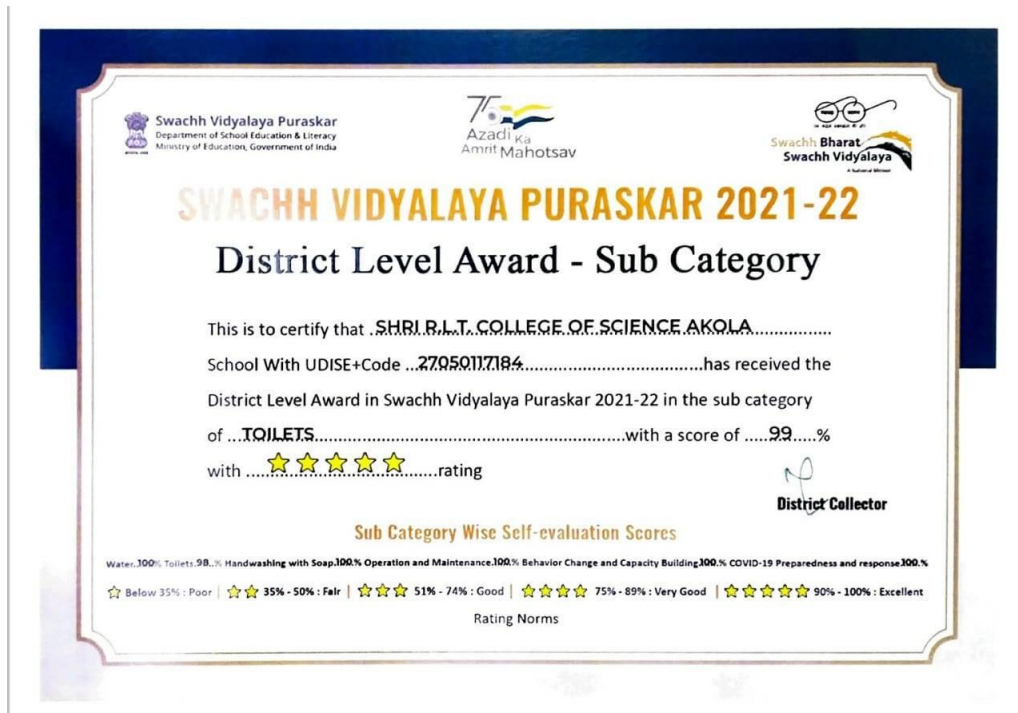 Swachh Vidyalaya Puraskar
Department of School Education & Literacy
Ministry of Education, Government of India
75
Azadi Ka
Amrit Mahotsav
Swachh Bharat
Swachh Vidyalaya
SWACHH VIDYALAYA PURASKAR 2021-22
District Level Award - Sub Category
This is to certify that .SHRI R.L.T. COLLEGE OF SCIENCE AKOLA................
School With UDISE+Code ...27050117184.....................................has received the
District Level Award in Swachh Vidyalaya Puraskar 2021-22 in the sub category
of ...TOILETS................................................................with a score of .....99.....%
with ..................................rating
District Collector
Sub Category Wise Self-evaluation Scores
Water..100% Toilets.98..% Handwashing with Soap.100.% Operation and Maintenance.100.% Behavior Change and Capacity Building.100.% COVID-19 Preparedness and response.100.%
Below 35% : Poor | 35% - 50% : Fair | 51% - 74% : Good | 75% - 89% : Very Good | 90% - 100% : Excellent
Rating Norms